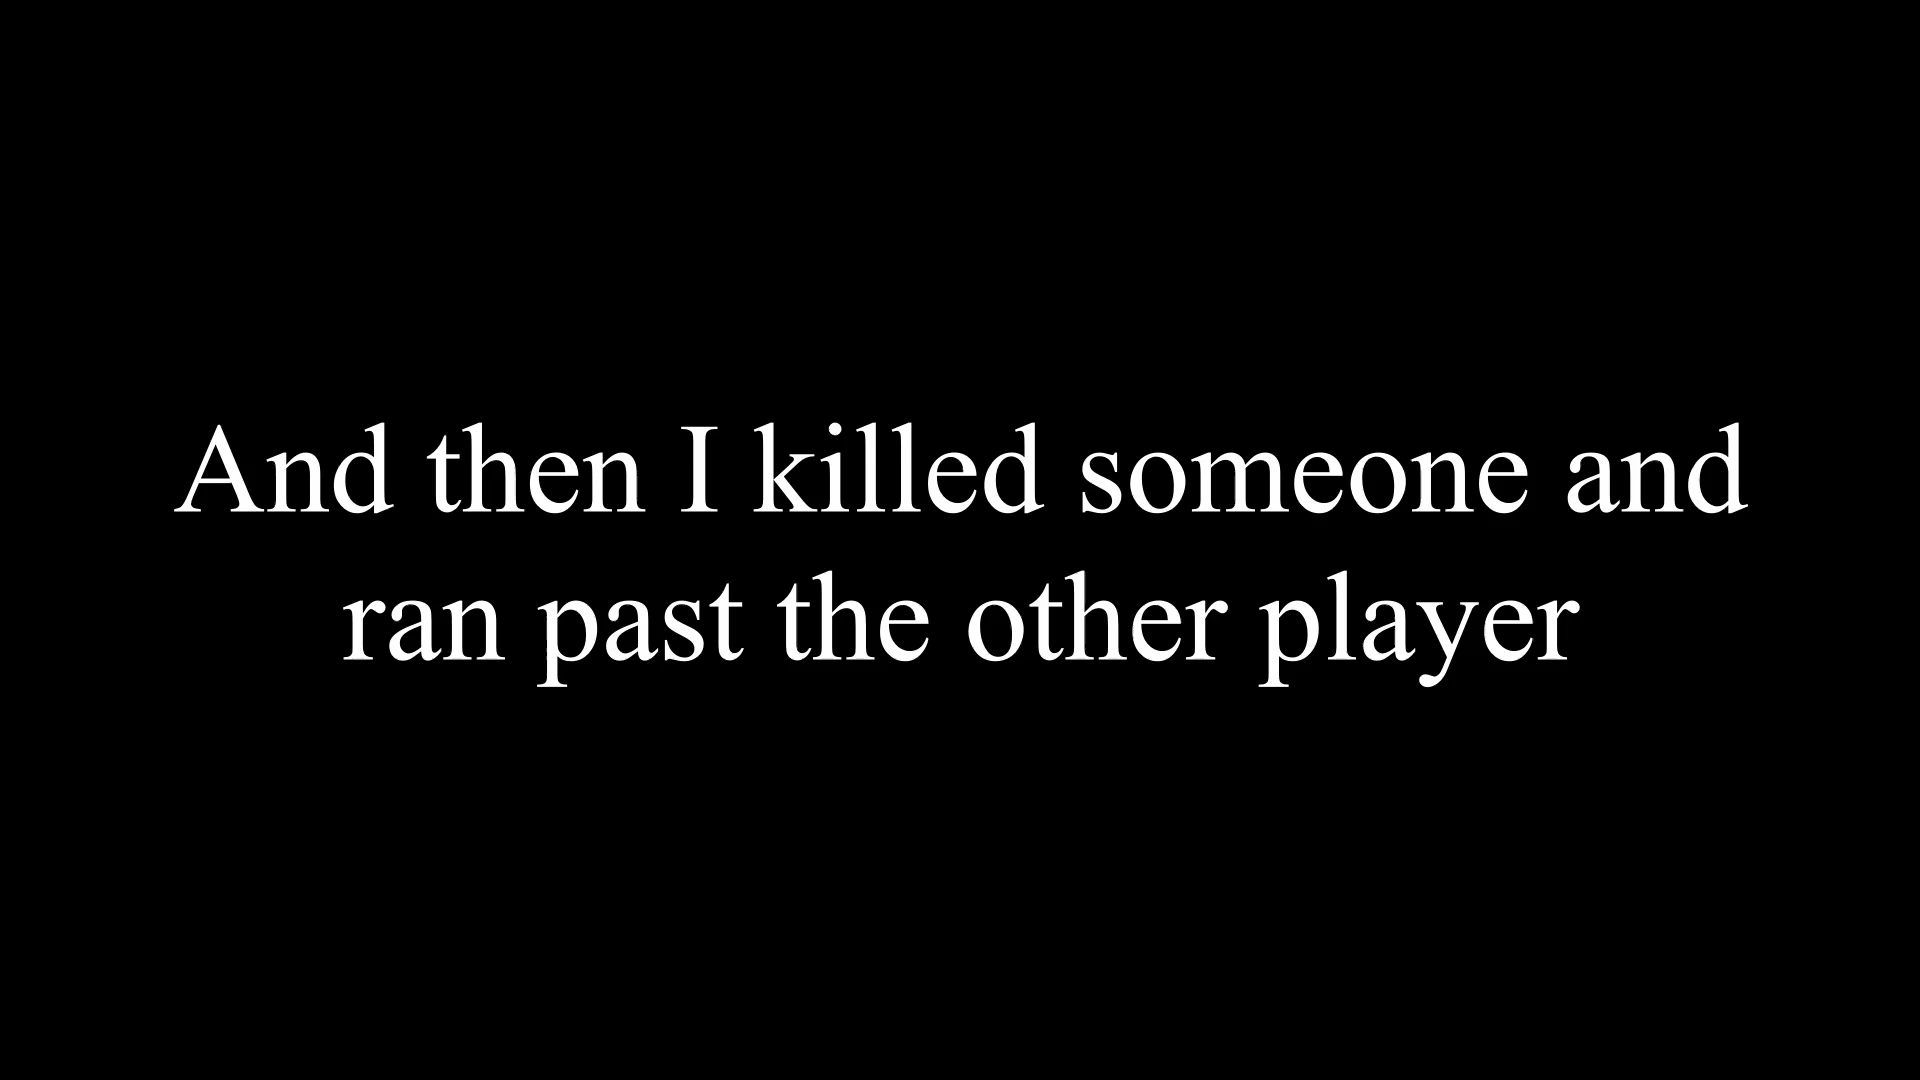 And then I killed someone and
ran past the other player